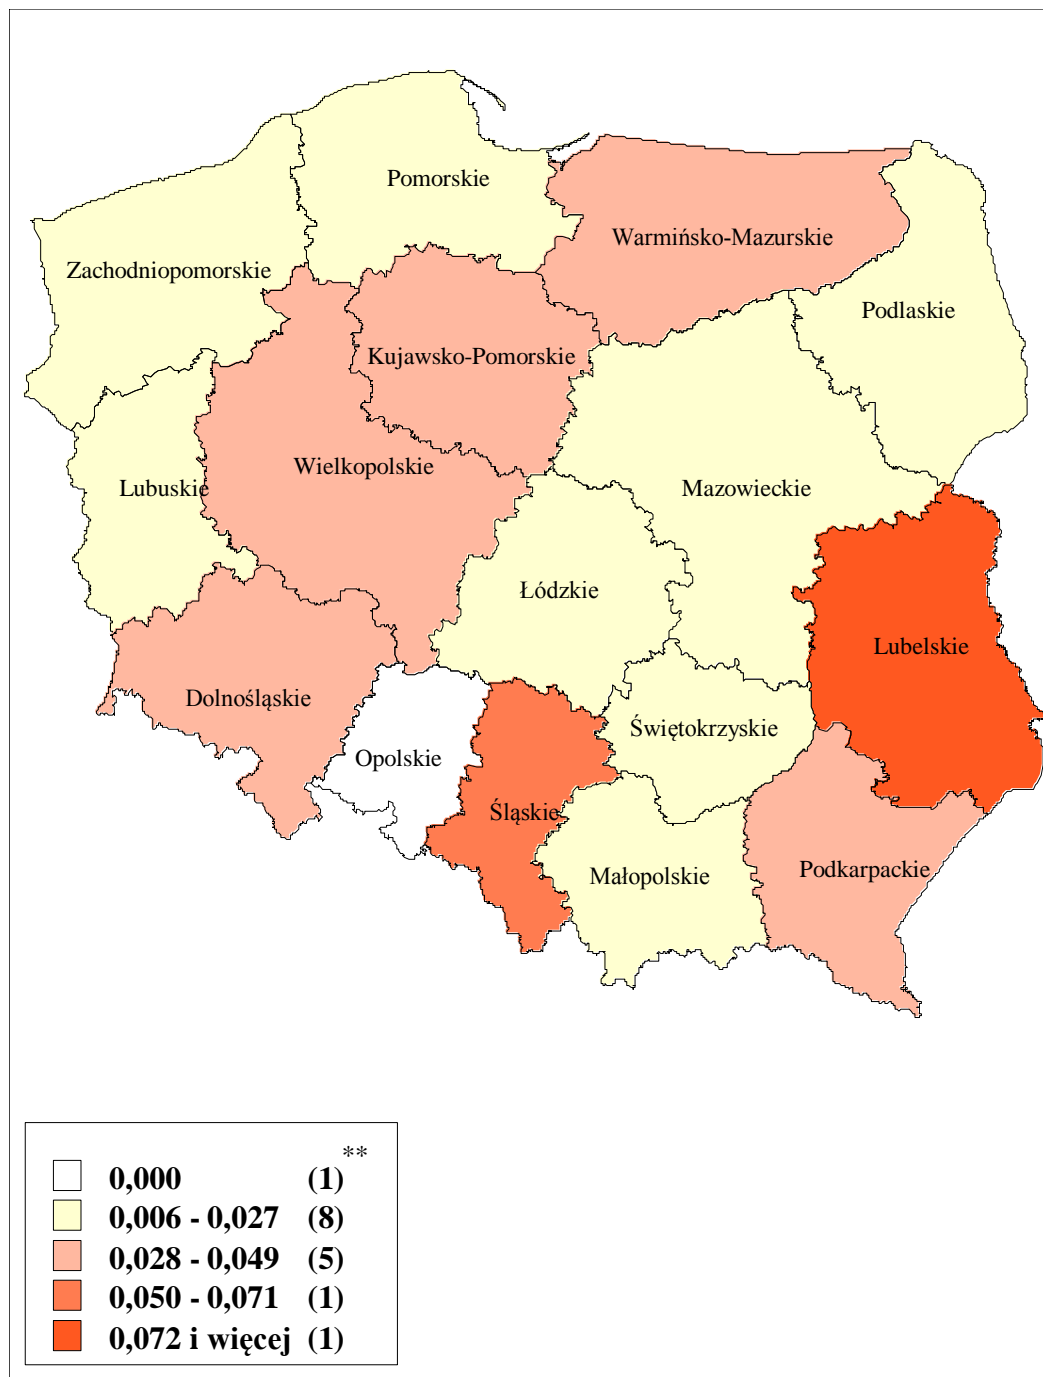 Pomorskie
Warmińsko-Mazurskie
Zachodniopomorskie
Podlaskie
Kujawsko-Pomorskie
Wielkopolskie
Lubuskie
Mazowieckie
Łódzkie
Lubelskie
Dolnośląskie
Świętokrzyskie
Opolskie
Śląskie
Podkarpackie
Małopolskie
**
0,000 (1)
0,006 - 0,027 (8)
0,028 - 0,049 (5)
0,050 - 0,071 (1)
0,072 i więcej (1)